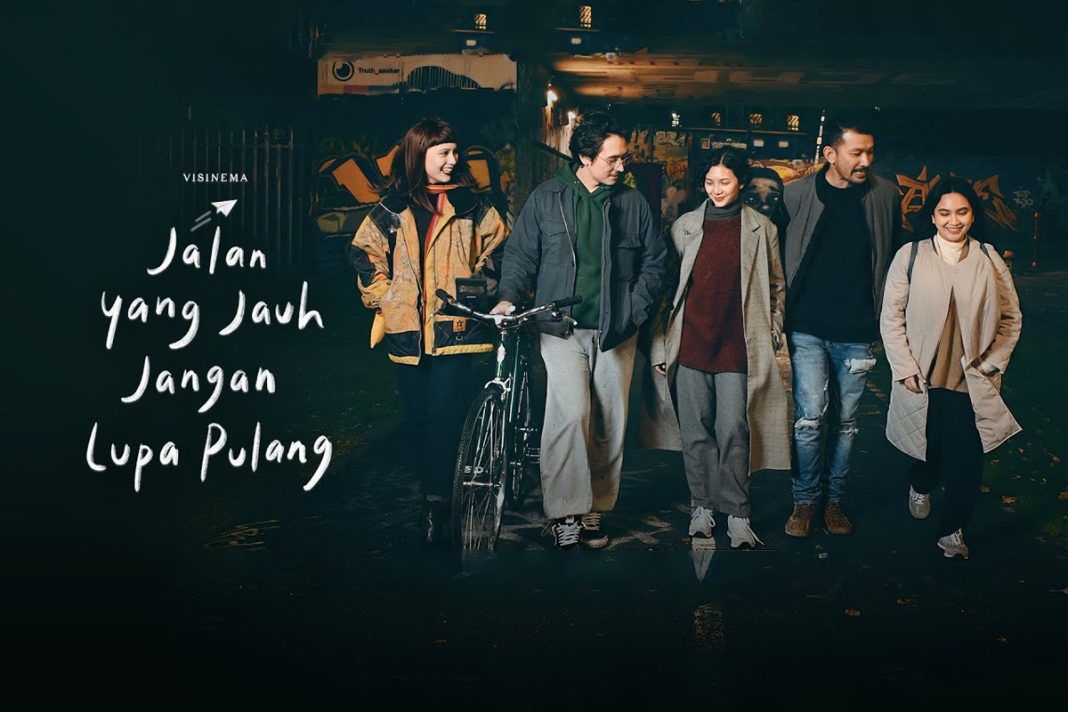 Truth_seeker
VISINEMA
Jalan
yang Jauh
Jangan
Lupa Pulang